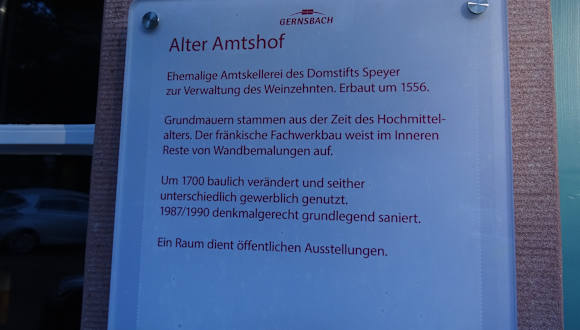 GERNSBACH
Alter Amtshof
Ehemalige Amtskellerei des Domstifts Speyer
zur Verwaltung des Weinzehnten. Erbaut um 1556.
Grundmauern stammen aus der Zeit des Hochmittel-
alters. Der fränkische Fachwerkbau weist im Inneren
Reste von Wandbemalungen auf.
Um 1700 baulich verändert und seither
unterschiedlich gewerblich genutzt.
1987/1990 denkmalgerecht grundlegend saniert.
Ein Raum dient öffentlichen Ausstellungen.